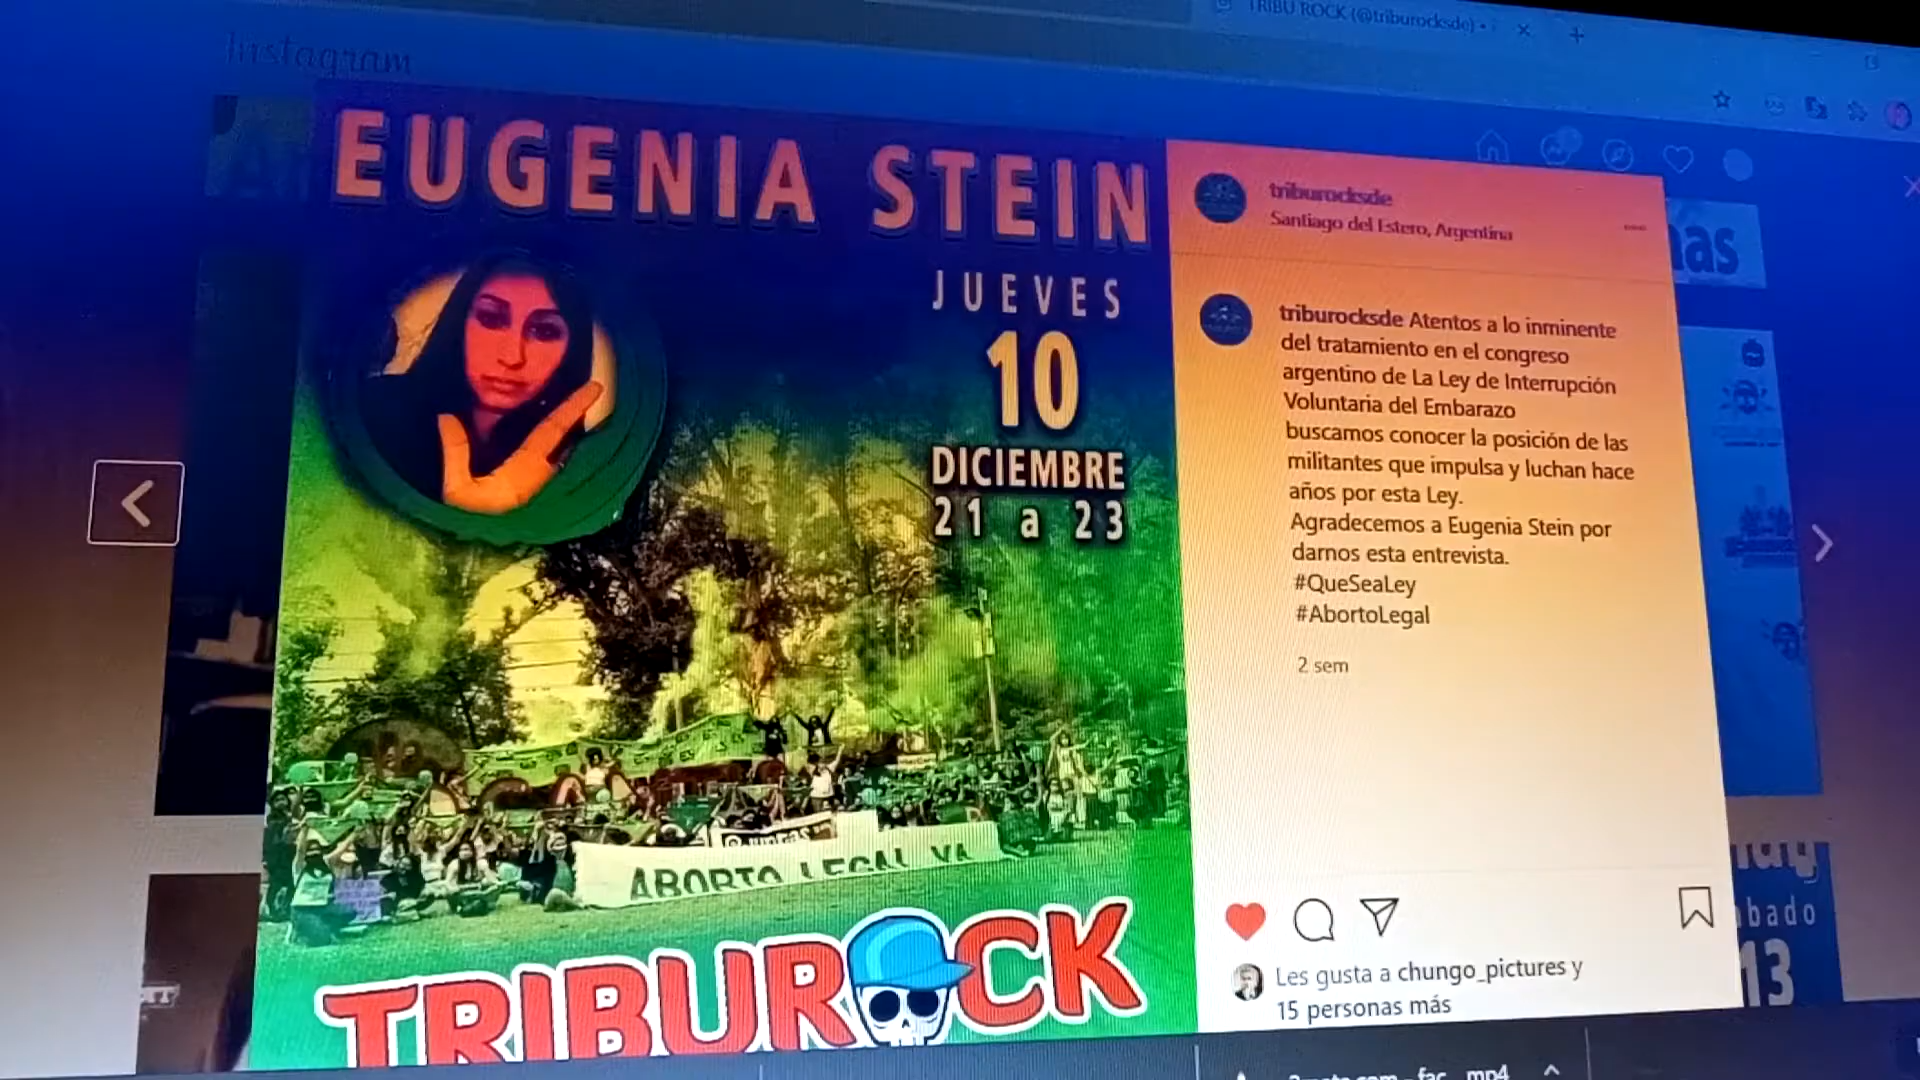 TRIBU ROCK (@triburocksde) •
Instagram
EUGENIA STEIN
JUEVES
10
DICIEMBRE
21 a 23
ABORTO LEGAL YA
TRIBUROCK
triburocksde
Santiago del Estero, Argentina
triburocksde Atentos a lo inminente
del tratamiento en el congreso
argentino de La Ley de Interrupción
Voluntaria del Embarazo
buscamos conocer la posición de las
militantes que impulsa y luchan hace
años por esta Ley.
Agradecemos a Eugenia Stein por
darnos esta entrevista.
#QueSeaLey
#AbortoLegal
2 sem
Les gusta a chungo_pictures y
15 personas más
13